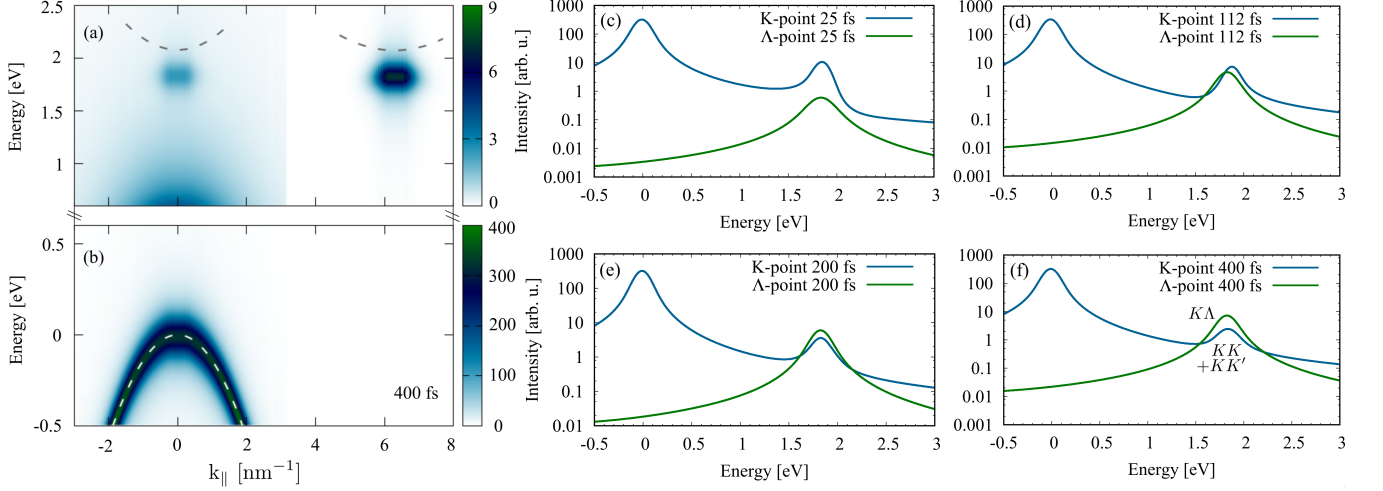 (a)
2.5
2
1.5
1
Energy [eV]
9
6
3
0
Intensity [arb. u.]
(b)
0.5
0
-0.5
Energy [eV]
400 fs
-2 0 2 4 6 8
k∥ [nm⁻¹]
400
300
200
100
0
Intensity [arb. u.]
(c)
K-point 25 fs
Λ-point 25 fs
1000
100
10
1
0.1
0.01
0.001
-0.5 0 0.5 1 1.5 2 2.5 3
Energy [eV]
(d)
K-point 112 fs
Λ-point 112 fs
1000
100
10
1
0.1
0.01
0.001
-0.5 0 0.5 1 1.5 2 2.5 3
Energy [eV]
(e)
K-point 200 fs
Λ-point 200 fs
1000
100
10
1
0.1
0.01
-0.5 0 0.5 1 1.5 2 2.5 3
Energy [eV]
(f)
K-point 400 fs
Λ-point 400 fs
KΛ
KK
+KK′
1000
100
10
1
0.1
0.01
0.001
-0.5 0 0.5 1 1.5 2 2.5 3
Energy [eV]